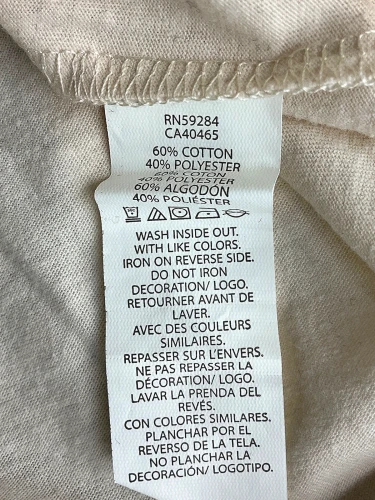 RN59284
CA40465
60% COTTON
40% POLYESTER
60% COTON
40% POLYESTER
60% ALGODON
40% POLIÉSTER
WASH INSIDE OUT.
WITH LIKE COLORS.
IRON ON REVERSE SIDE.
DO NOT IRON
DECORATION/ LOGO.
RETOURNER AVANT DE
LAVER.
AVEC DES COULEURS
SIMILAIRES.
REPASSER SUR L'ENVERS.
NE PAS REPASSER LA
DÉCORATION/ LOGO.
LAVAR LA PRENDA DEL
REVÉS.
CON COLORES SIMILARES.
PLANCHAR POR EL
REVERSO DE LA TELA.
NO PLANCHAR LA
DECORACIÓN/ LOGOTIPO.